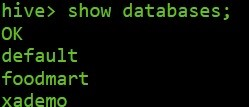 hive> show databases;
OK
default
foodmart
xademo